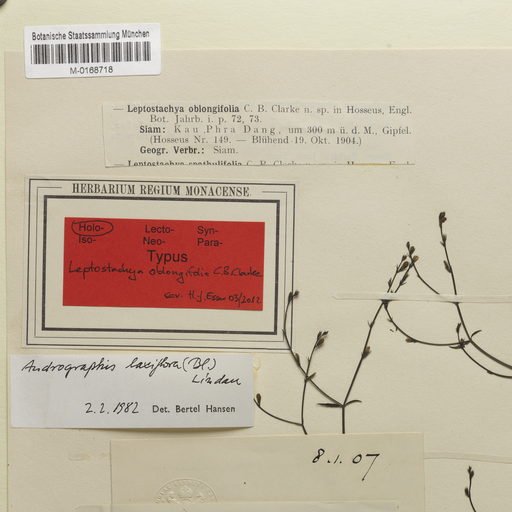 Botanische Staatssammlung München
M-0168718
— Leptostachya oblongifolia C. B. Clarke n. sp. in Hosseus, Engl.
Bot. Jahrb. i. p. 72, 73.
Siam: Kau Phra Dang, um 300 m ü. d. M., Gipfel.
(Hosseus Nr. 149. — Blühend 19. Okt. 1904.)
Geogr. Verbr.: Siam.
Leptostachya spathulifolia C. B. Clarke
HERBARIUM REGIUM MONACENSE.
Holo- Lecto- Syn-
Iso- Neo- Para-
Typus
Leptostachya oblongifolia C.B.Clarke
rev. H.-J. Esser 03/2012
Andrographis laxiflora (Bl.)
Lindau
2.2.1982 Det. Bertel Hansen
8.1.07